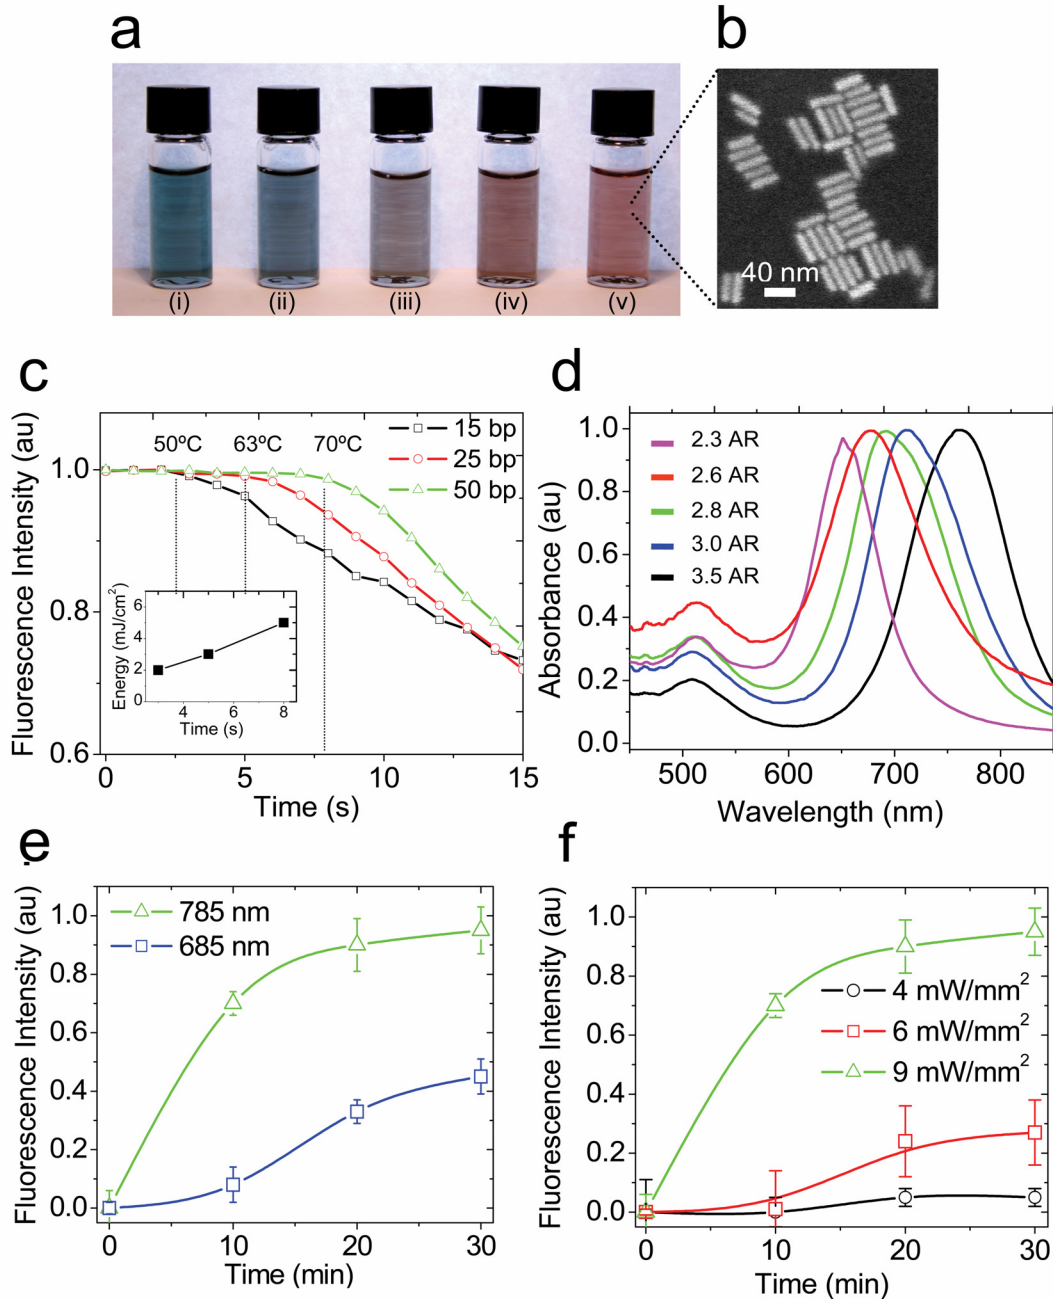 a
b
(i)
(ii)
(iii)
(iv)
(v)
40 nm
c
Fluorescence Intensity (au)
1.0
0.8
0.6
50ºC
63ºC
70ºC
15 bp
25 bp
50 bp
Energy (mJ/cm²)
6
4
2
0
4
6
8
Time (s)
0
5
10
15
Time (s)
d
Absorbance (au)
1.0
0.8
0.6
0.4
0.2
0.0
2.3 AR
2.6 AR
2.8 AR
3.0 AR
3.5 AR
500
600
700
800
Wavelength (nm)
e
Fluorescence Intensity (au)
1.0
0.8
0.6
0.4
0.2
0.0
785 nm
685 nm
0
10
20
30
Time (min)
f
Fluorescence Intensity (au)
1.0
0.8
0.6
0.4
0.2
0.0
4 mW/mm²
6 mW/mm²
9 mW/mm²
0
10
20
30
Time (min)